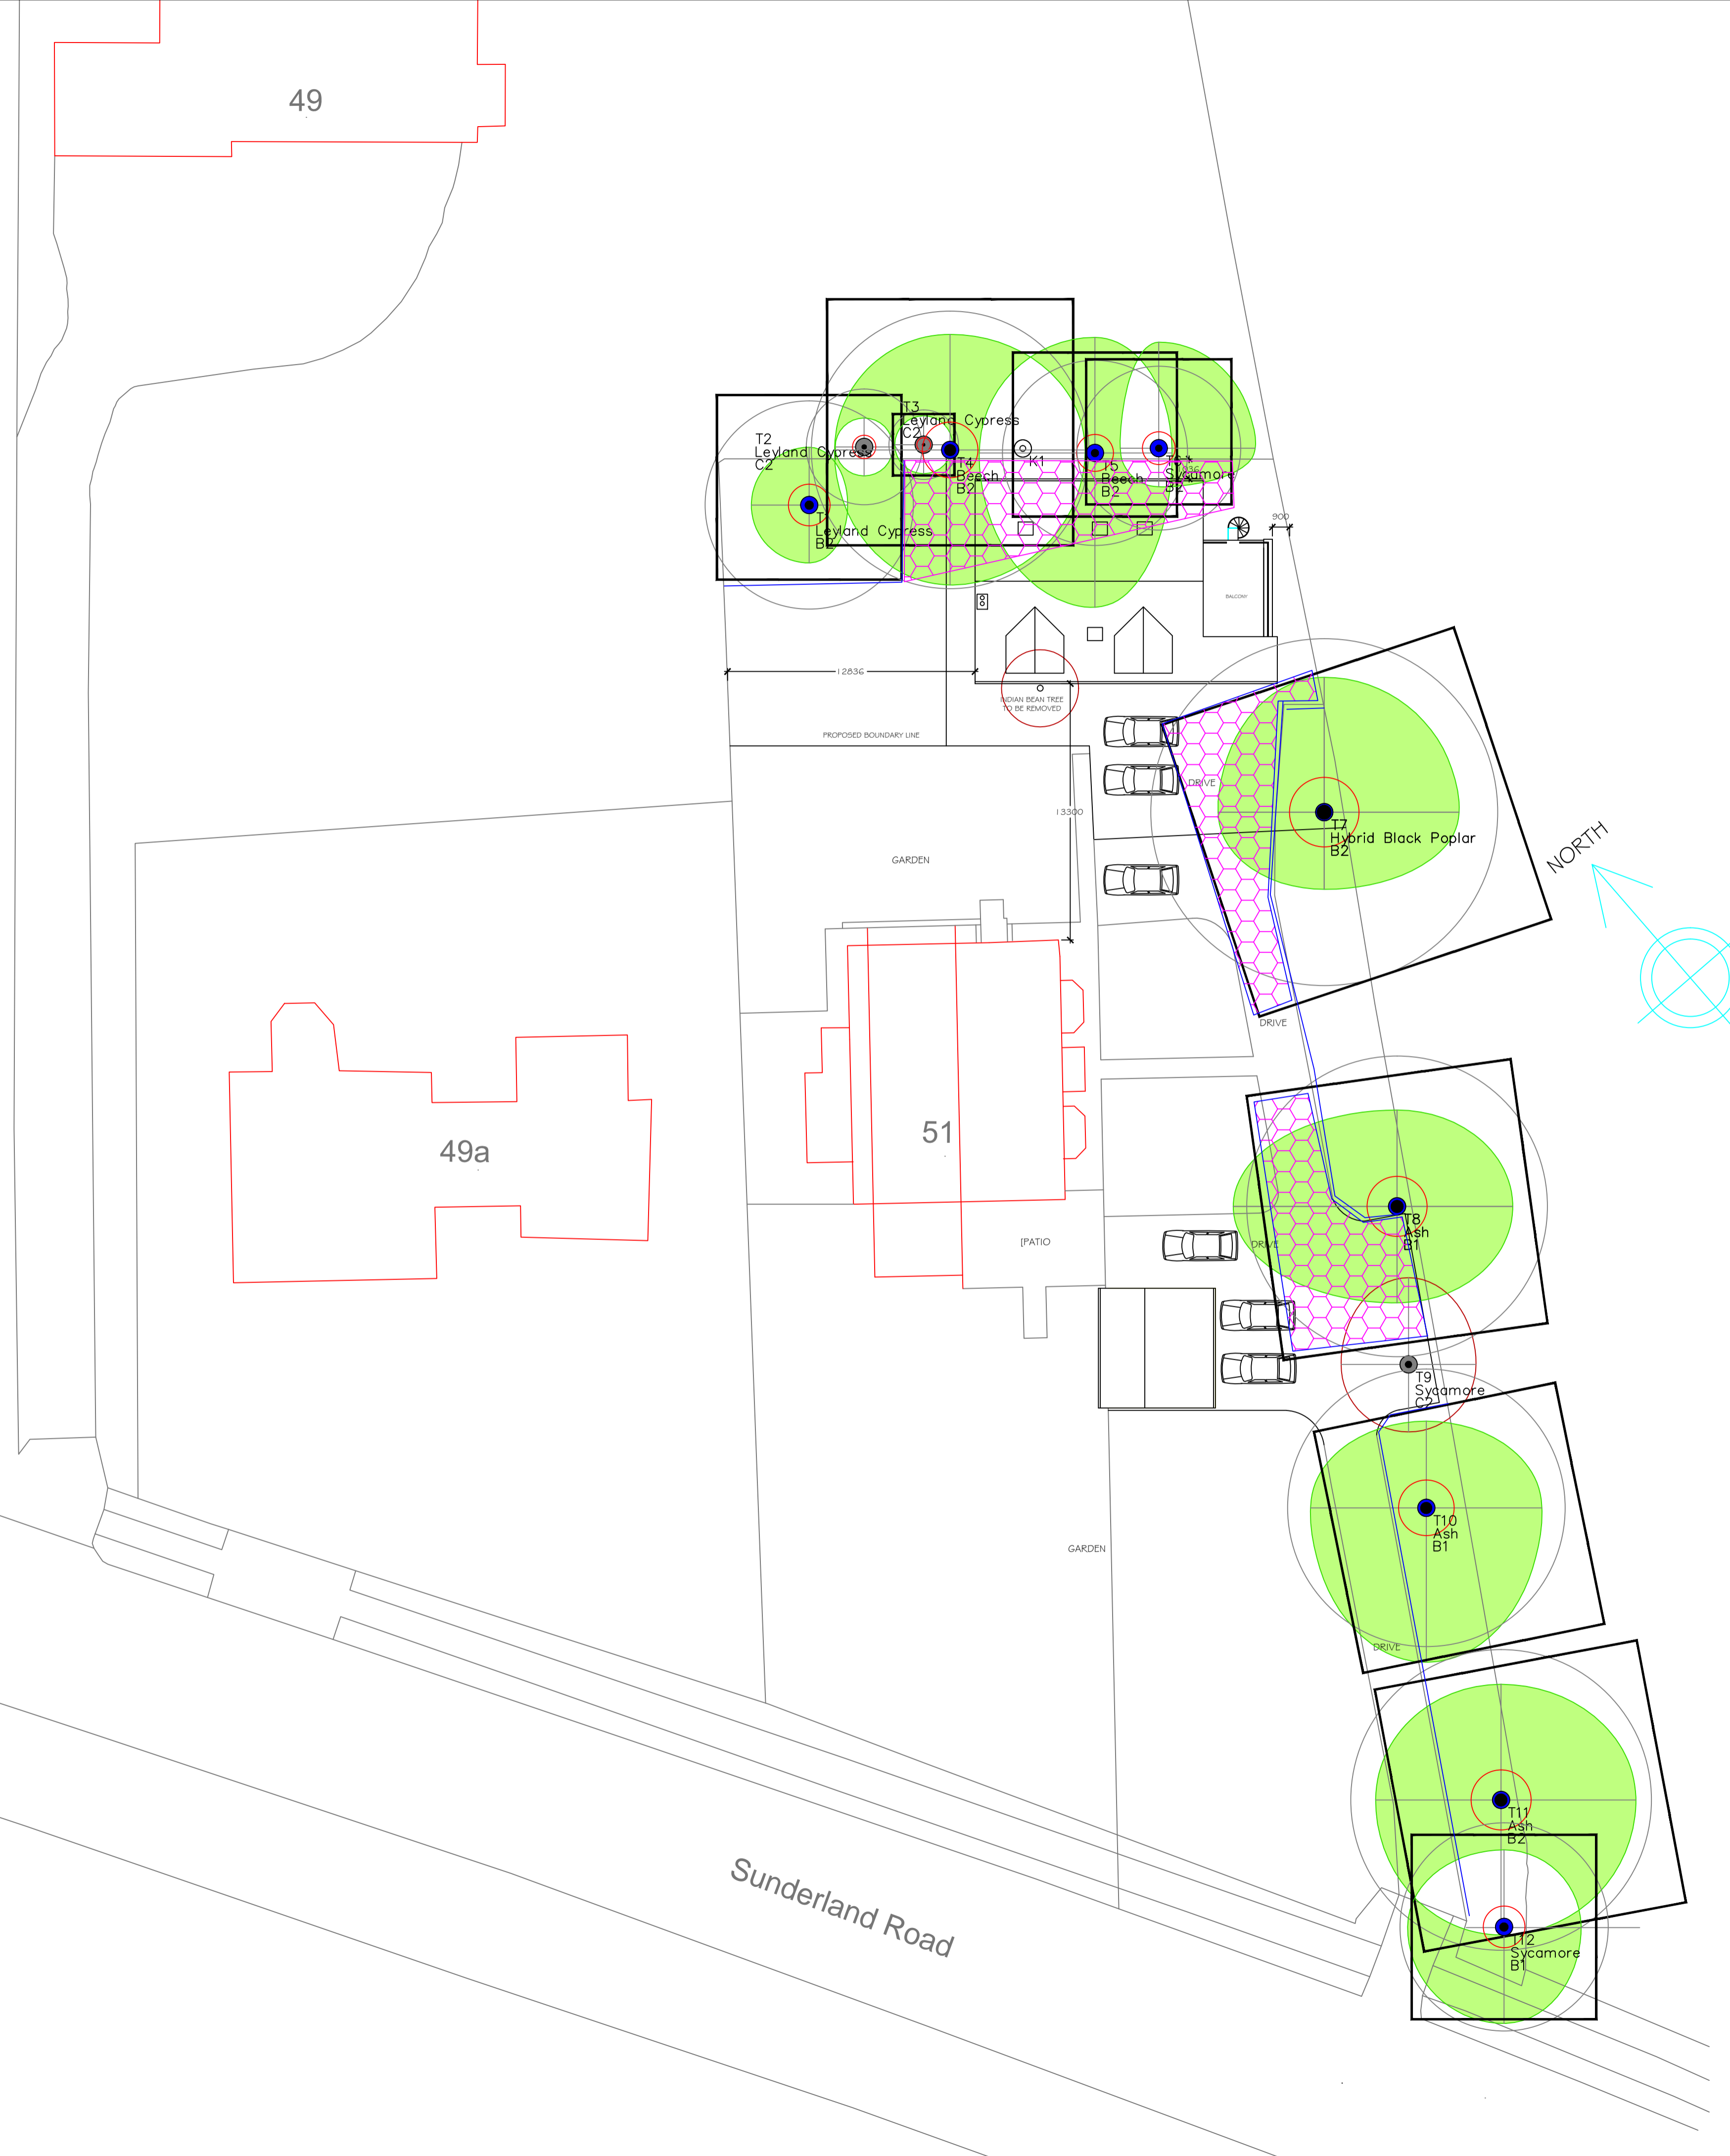 49
T3
Leyland Cypress
C2
T2
Leyland Cypress
C2
K1
T4
Beech
B2
T5
Beech
B2
Sycamore
B2
Leyland Cypress
B2
900
BALCONY
12836
INDIAN BEAN TREE
TO BE REMOVED
PROPOSED BOUNDARY LINE
DRIVE
13300
T7
Hybrid Black Poplar
B2
NORTH
GARDEN
DRIVE
51
49a
T8
Ash
B1
DRIVE
[PATIO
T9
Sycamore
C2
T10
Ash
B1
GARDEN
DRIVE
T11
Ash
B2
Sunderland Road
T12
Sycamore
B1